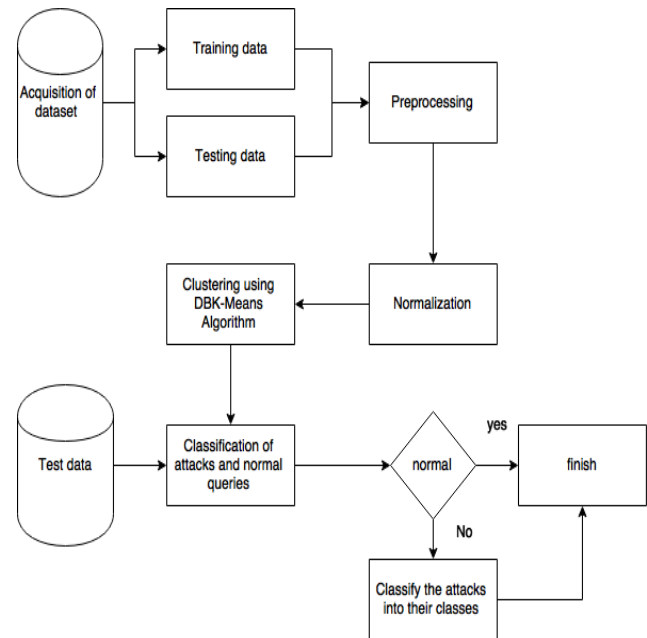 Training data
Acquisition of
dataset
Preprocessing
Testing data
Clustering using
DBK-Means
Algorithm
Normalization
Test data
Classification of
attacks and normal
queries
normal
yes
finish
No
Classify the attacks
into their classes